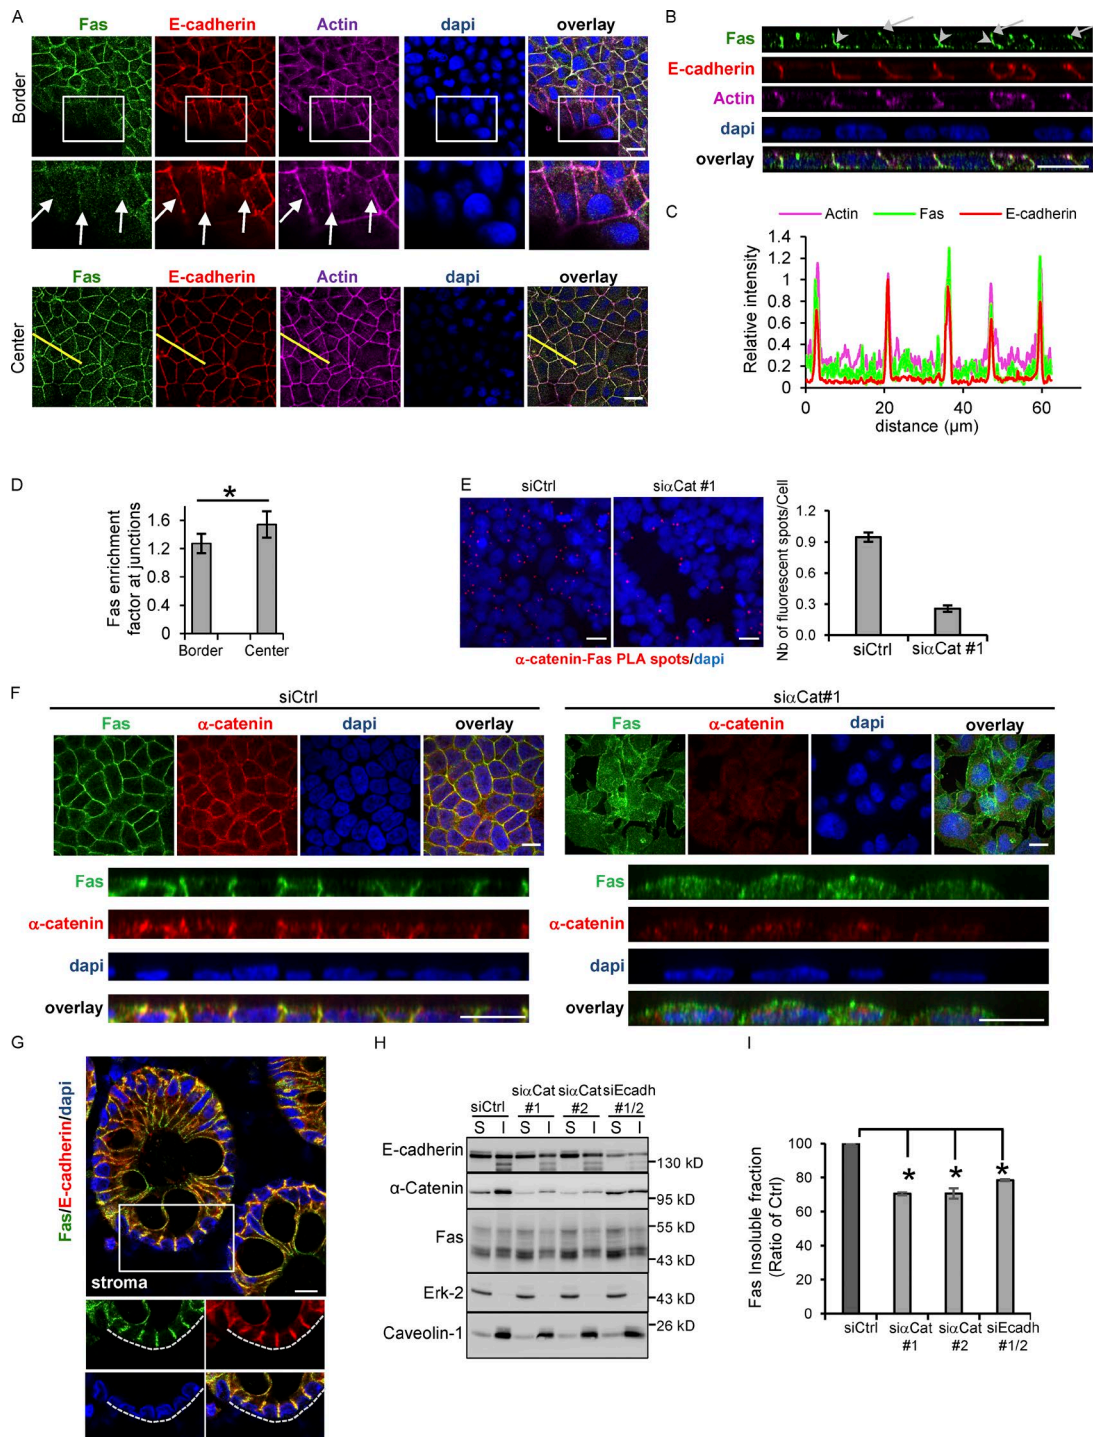 A
Fas E-cadherin Actin dapi overlay
Border
Fas E-cadherin Actin dapi overlay
Center
B
Fas
E-cadherin
Actin
dapi
overlay
C
Actin Fas E-cadherin
Relative intensity
1.4
1.2
1
0.8
0.6
0.4
0.2
0
0 20 40 60
distance (µm)
D
*
Fas enrichment
factor at junctions
1.6
1.2
0.8
0.4
0
Border Center
E
siCtrl siαCat #1
α-catenin-Fas PLA spots/dapi
Nb of fluorescent spots/Cell
1.2
0.9
0.6
0.3
0.0
siCtrl siαCat #1
F
siCtrl
Fas α-catenin dapi overlay
Fas
α-catenin
dapi
overlay
siαCat#1
Fas α-catenin dapi overlay
Fas
α-catenin
dapi
overlay
G
Fas/E-cadherin/dapi
stroma
H
siCtrl siαCat #1 siαCat #2 siEcadh #1/2
S I S I S I S I
E-cadherin
130 kD
α-Catenin
95 kD
Fas
55 kD
43 kD
Erk-2
43 kD
Caveolin-1
26 kD
I
Fas Insoluble fraction
(Ratio of Ctrl)
100
80
60
40
20
0
* * *
siCtrl siαCat #1 siαCat #2 siEcadh #1/2